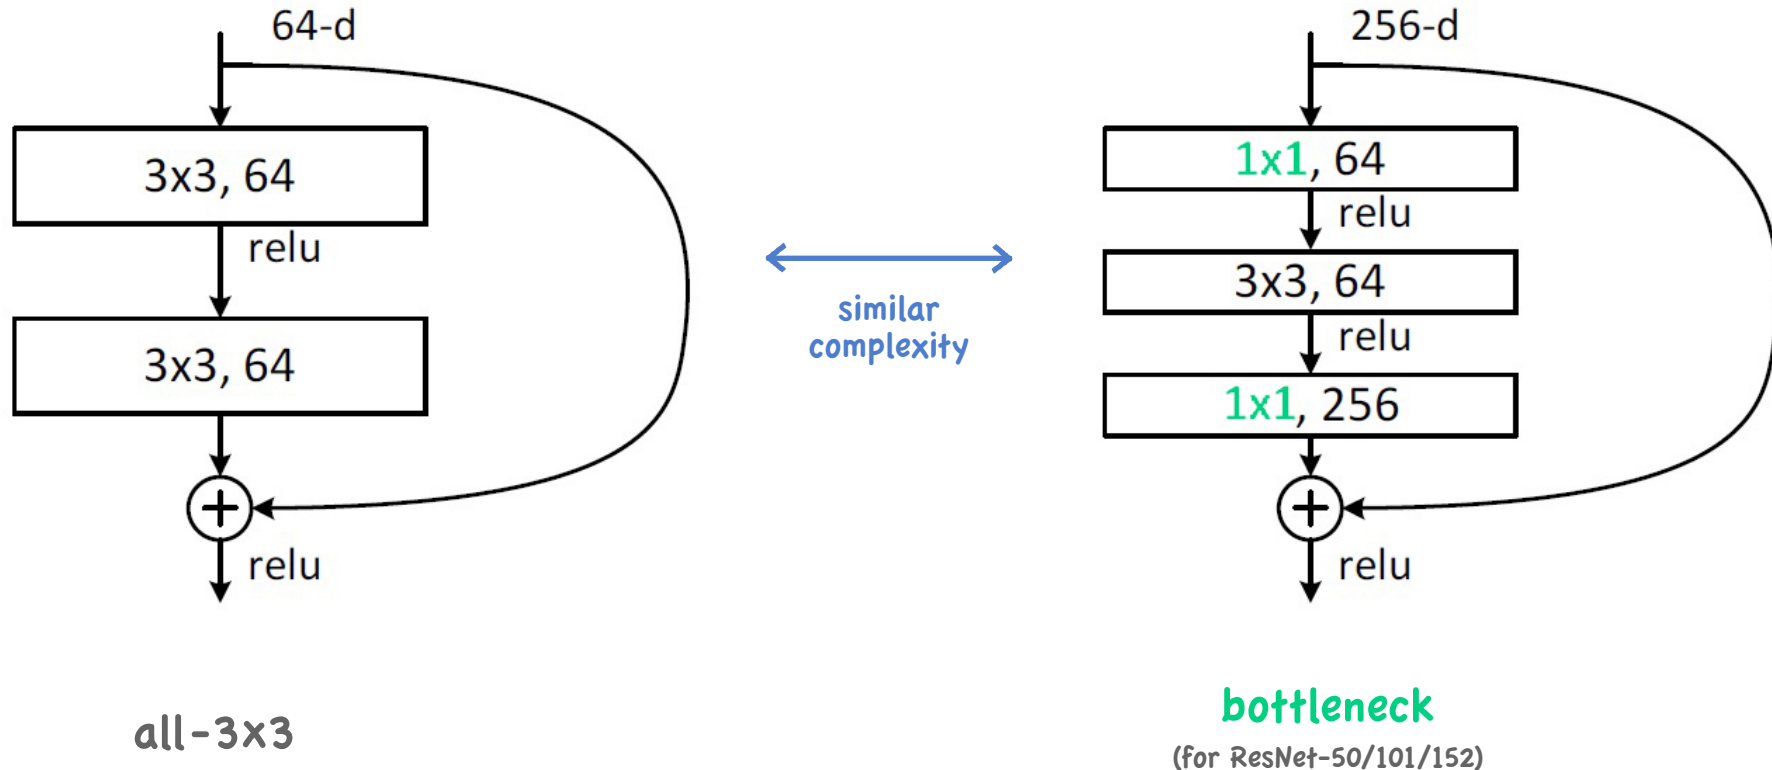 64-d
3x3, 64
relu
3x3, 64
+
relu
all-3x3
similar
complexity
256-d
1x1, 64
relu
3x3, 64
relu
1x1, 256
+
relu
bottleneck
(for ResNet-50/101/152)